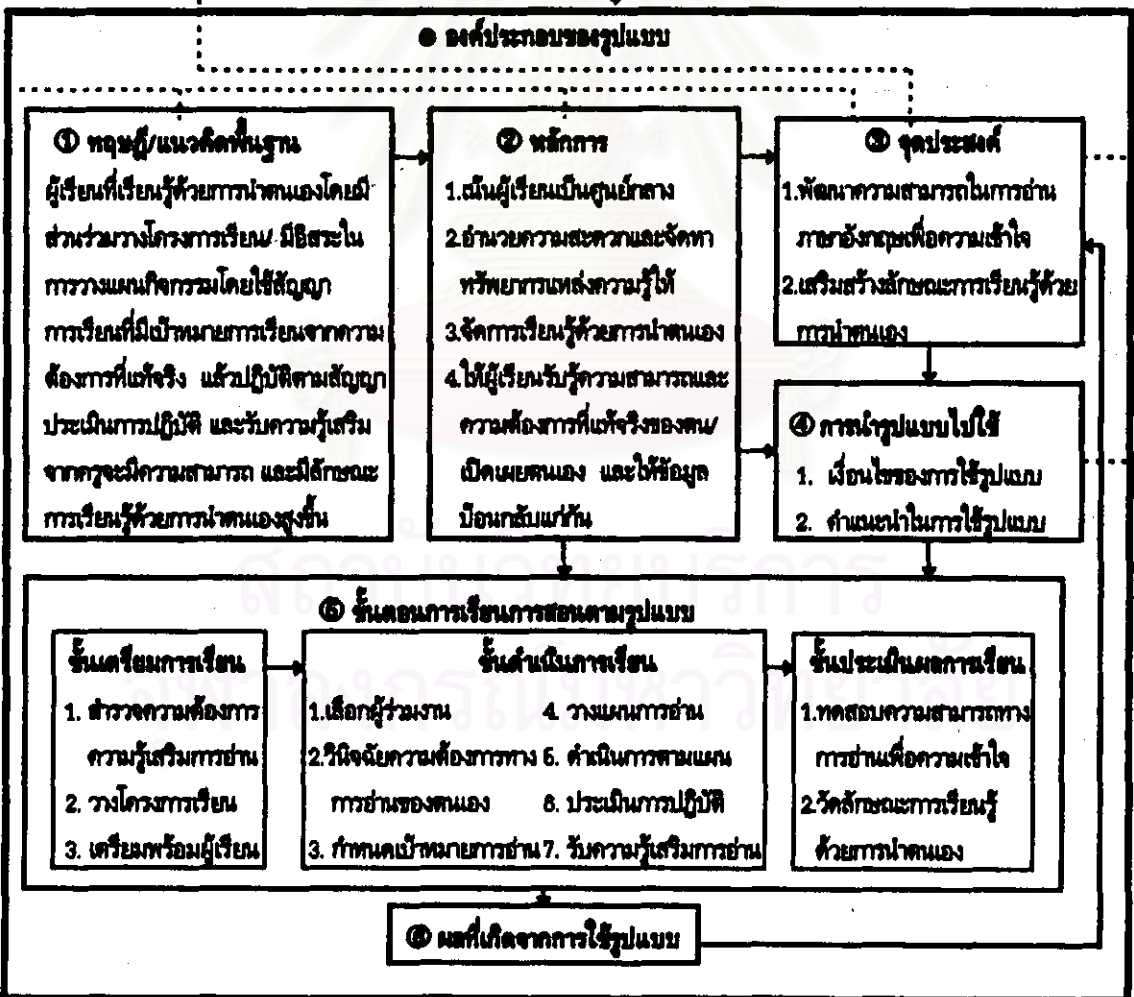 ● องค์ประกอบของรูปแบบ
① ทฤษฎี/แนวคิดพื้นฐาน
ผู้เรียนที่เรียนรู้ด้วยการนำตนเองโดยมี
ส่วนร่วมวางโครงการเรียน/ มีอิสระใน
การวางแผนกิจกรรมโดยใช้สัญญา
การเรียนที่มีเป้าหมายการเรียนจากความ
ต้องการที่แท้จริง แล้วปฏิบัติตามสัญญา
ประเมินการปฏิบัติ และรับความรู้เสริม
จากครูจะมีความสามารถ และมีลักษณะ
การเรียนรู้ด้วยการนำตนเองสูงขึ้น
② หลักการ
1.เน้นผู้เรียนเป็นศูนย์กลาง
2.อำนวยความสะดวกและจัดหา
ทรัพยาการแหล่งความรู้ให้
3.จัดการเรียนรู้ด้วยการนำตนเอง
4.ให้ผู้เรียนรับรู้ความสามารถและ
ความต้องการที่แท้จริงของตน/
เปิดเผยตนเอง และให้ข้อมูล
ป้อนกลับแก่กัน
③ จุดประสงค์
1.พัฒนาความสามารถในการอ่าน
ภาษาอังกฤษเพื่อความเข้าใจ
2.เสริมสร้างลักษณะการเรียนรู้ด้วย
การนำตนเอง
④ การนำรูปแบบไปใช้
1. เงื่อนไขของการใช้รูปแบบ
2. คำแนะนำในการใช้รูปแบบ
⑤ ขั้นตอนการเรียนการสอนตามรูปแบบ
ขั้นเตรียมการเรียน
1. สำรวจความต้องการ
ความรู้เสริมการอ่าน
2. วางโครงการเรียน
3. เตรียมพร้อมผู้เรียน
ขั้นดำเนินการเรียน
1.เลือกผู้ร่วมงาน
2.วินิจฉัยความต้องการทาง
การอ่านของตนเอง
3. กำหนดเป้าหมายการอ่าน
4. วางแผนการอ่าน
5. ดำเนินการตามแผน
6. ประเมินการปฏิบัติ
7. รับความรู้เสริมการอ่าน
ขั้นประเมินผลการเรียน
1.ทดสอบความสามารถทาง
การอ่านเพื่อความเข้าใจ
2.วัดลักษณะการเรียนรู้
ด้วยการนำตนเอง
⑥ ผลที่เกิดจากการใช้รูปแบบ
สถาบันวิทยบริการ
จุฬาลงกรณ์มหาวิทยาลัย